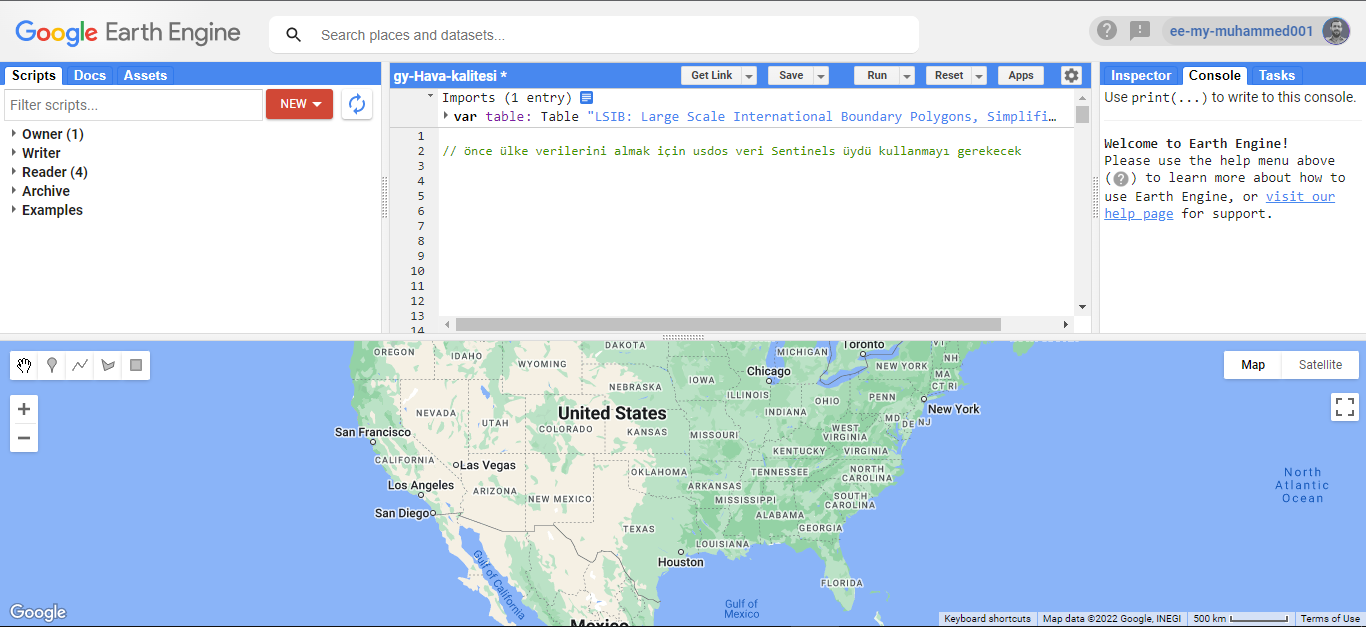 Google Earth Engine
Search places and datasets...
ee-my-muhammed001
Scripts Docs Assets
Filter scripts...
NEW
Owner (1)
Writer
Reader (4)
Archive
Examples
gy-Hava-kalitesi *
Get Link Save Run Reset Apps
Imports (1 entry)
var table: Table "LSIB: Large Scale International Boundary Polygons, Simplifi…
1
2 // önce ülke verilerini almak için usdos veri Sentinels üydü kullanmayı gerekecek
3
4
5
6
7
8
9
10
11
12
13
14
Inspector Console Tasks
Use print(...) to write to this console.
Welcome to Earth Engine!
Please use the help menu above
(?) to learn more about how to
use Earth Engine, or visit our
help page for support.
Map Satellite
OREGON
IDAHO
WYOMING
DAKOTA
NEBRASKA
IOWA
MICHIGAN
Toronto
VT
NH
NEW YORK
MA
CT RI
Chicago
ILLINOIS
INDIANA
OHIO
PENN
New York
NEVADA
UTAH
United States
COLORADO
KANSAS
MISSOURI
WEST
VIRGINIA
MD
DE NJ
San Francisco
CALIFORNIA
KENTUCKY
VIRGINIA
Las Vegas
OKLAHOMA
TENNESSEE
NORTH
CAROLINA
North
Atlantic
Ocean
Los Angeles
ARIZONA
NEW MEXICO
ARKANSAS
MISSISSIPPI
SOUTH
CAROLINA
San Diego
TEXAS
ALABAMA
GEORGIA
LOUISIANA
Houston
Gulf of California
FLORIDA
Gulf of
Mexico
Mexico
Google
Keyboard shortcuts Map data ©2022 Google, INEGI 500 km Terms of Use